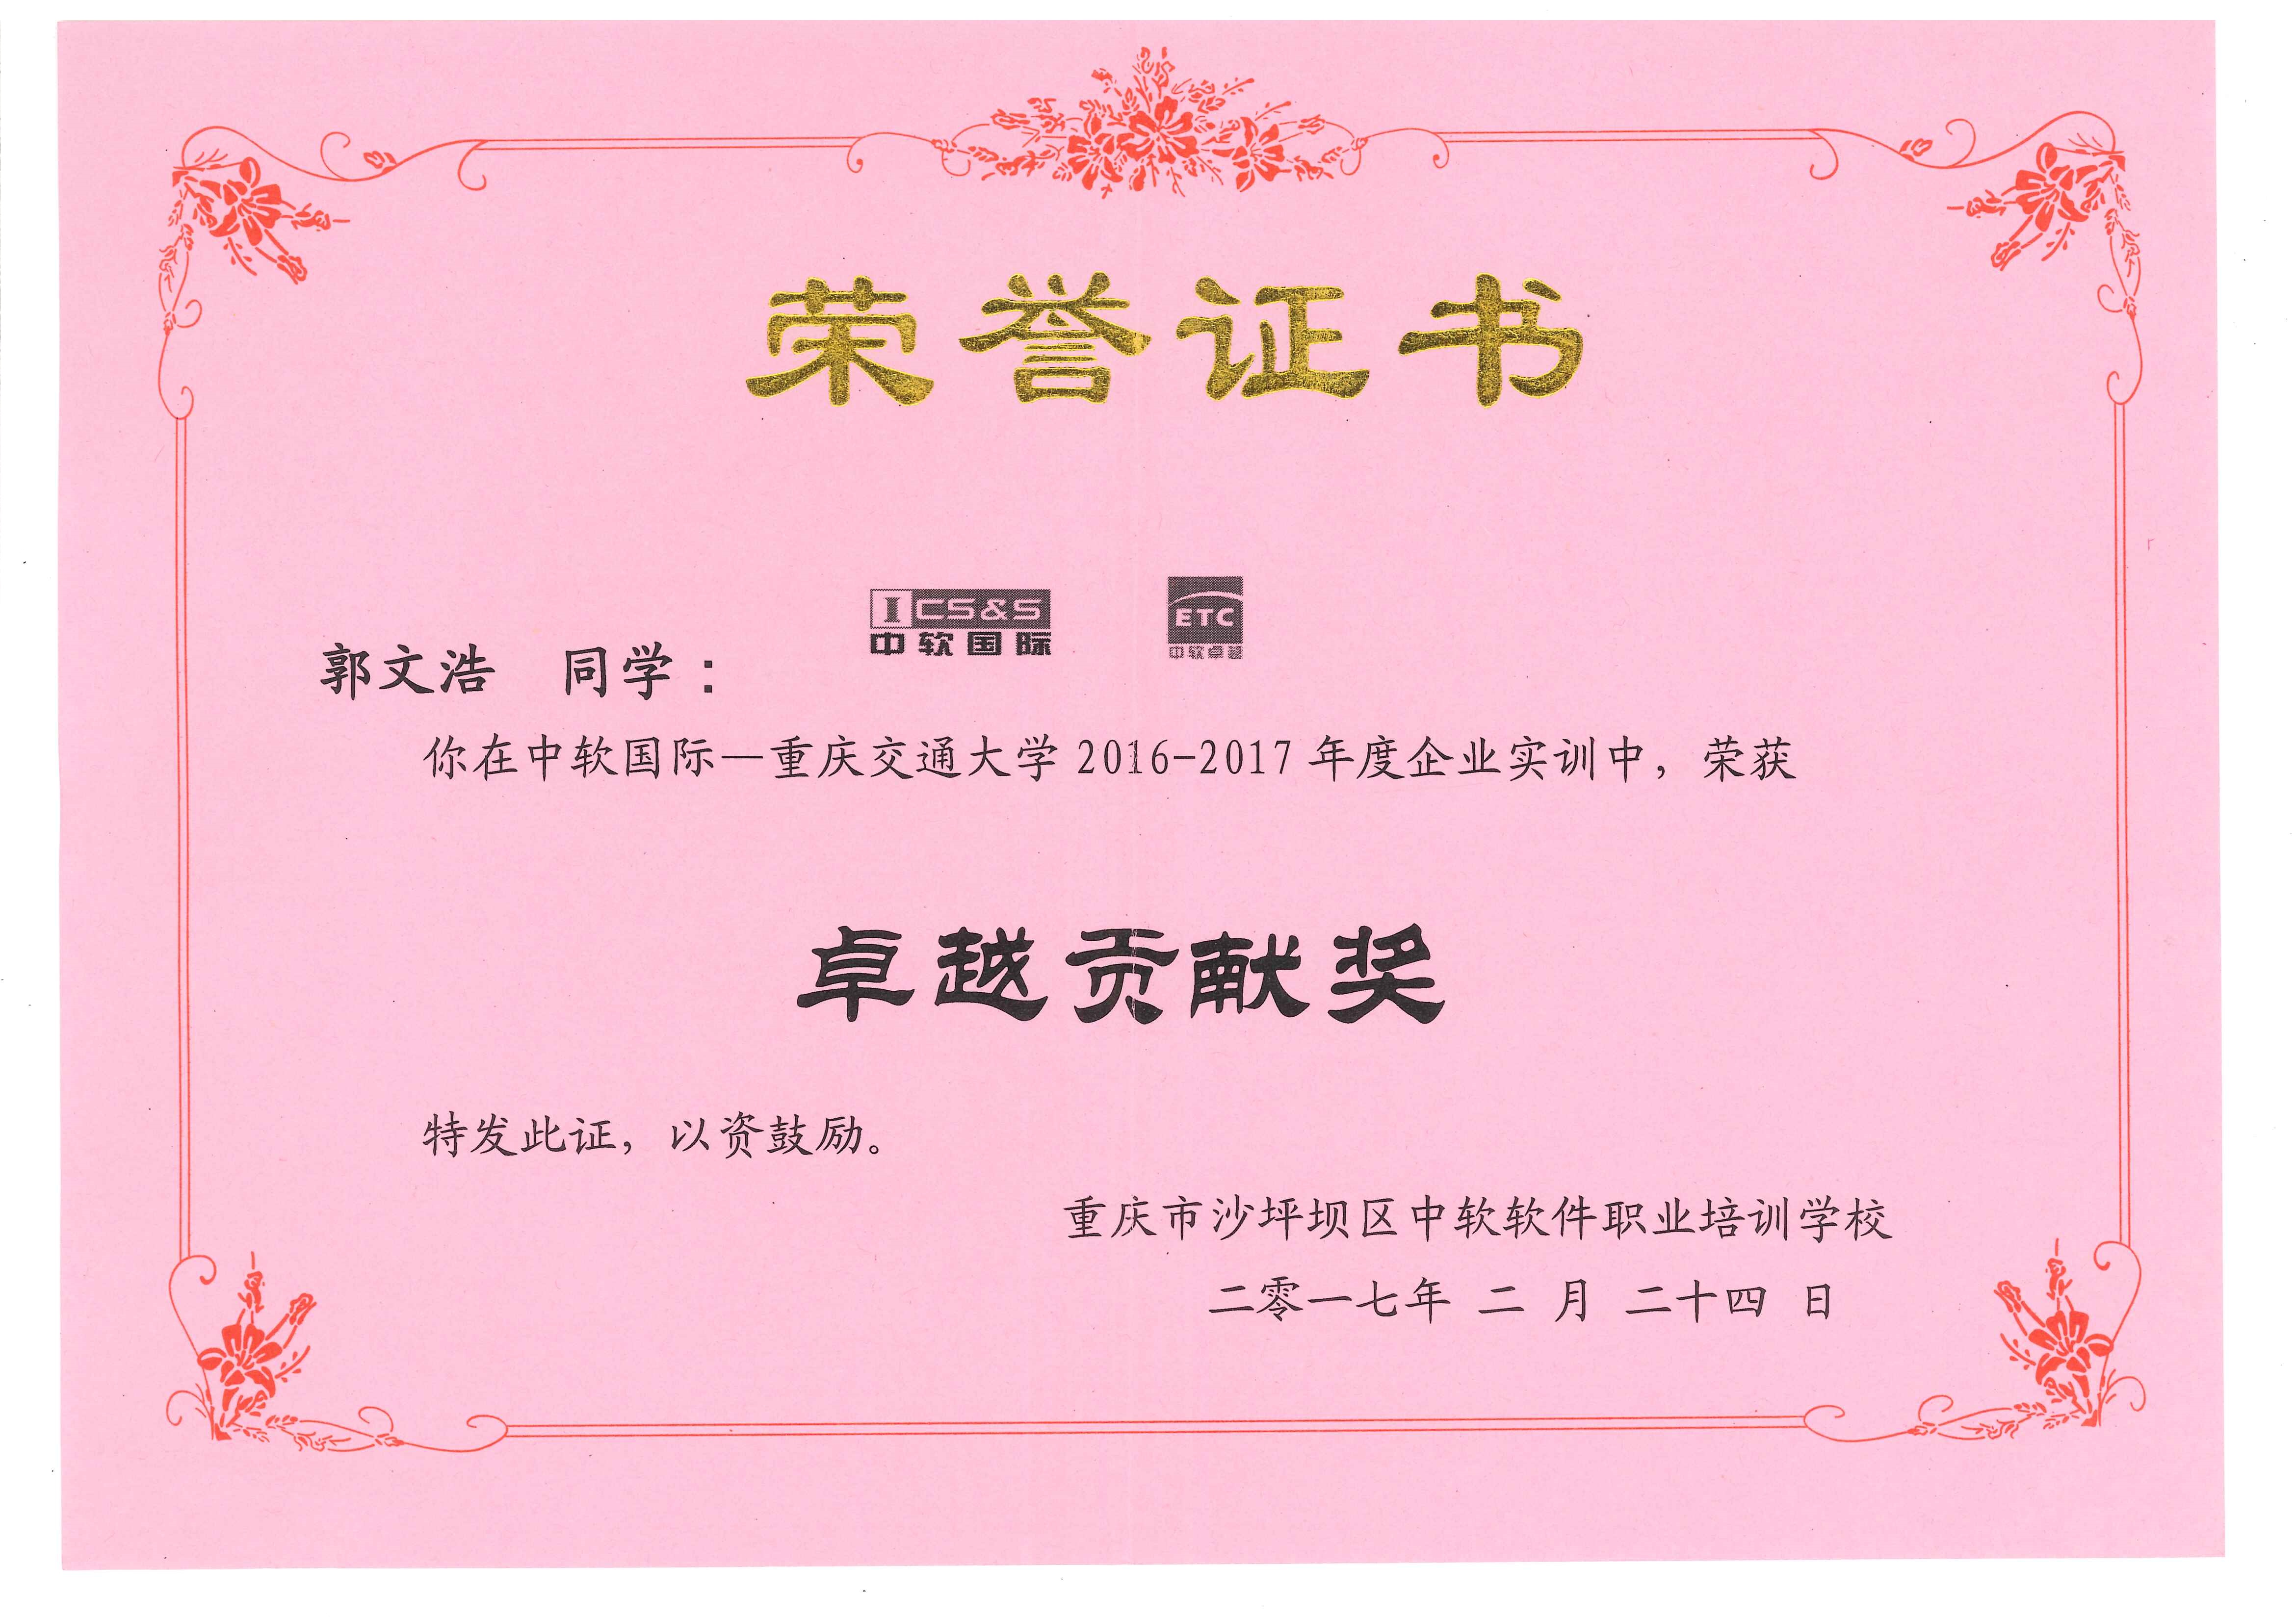 荣誉证书
ICS&S
中软国际
ETC
中软卓越
郭文浩 同学：
你在中软国际—重庆交通大学 2016-2017 年度企业实训中，荣获
卓越贡献奖
特发此证，以资鼓励。
重庆市沙坪坝区中软软件职业培训学校
二零一七年 二 月 二十四 日